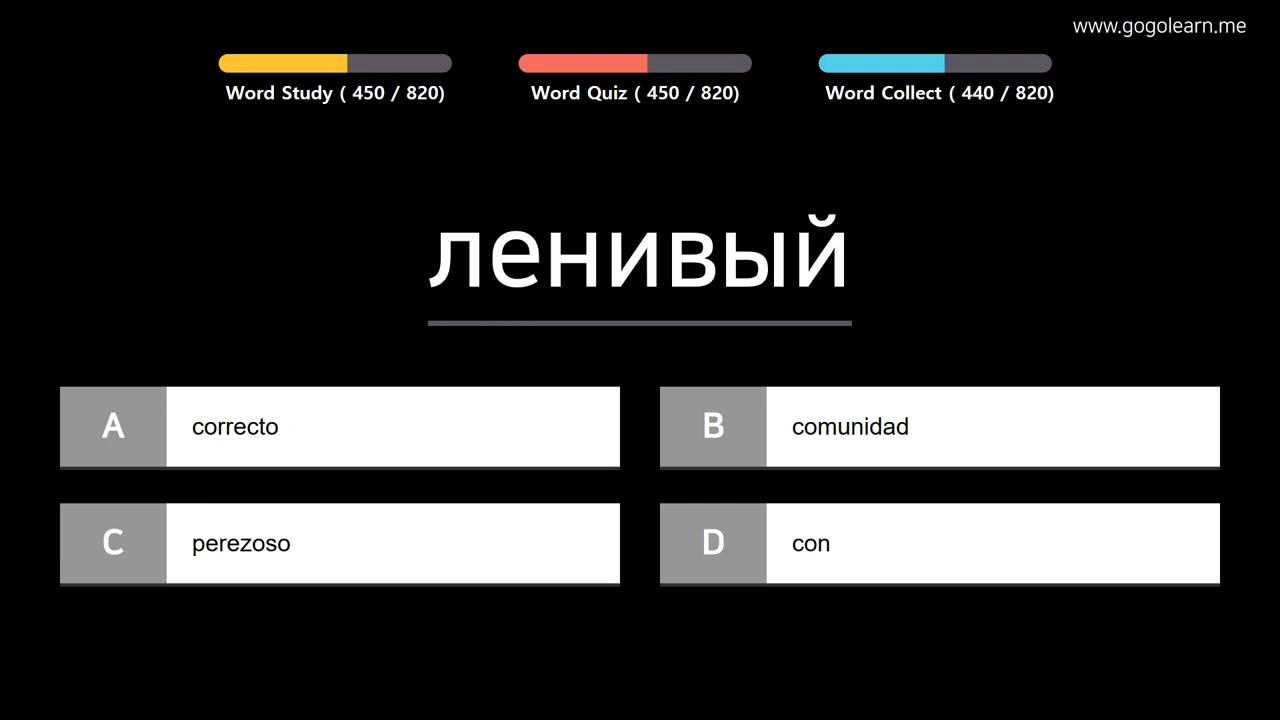 www.gogolearn.me
Word Study ( 450 / 820)
Word Quiz ( 450 / 820)
Word Collect ( 440 / 820)
ленивый
A correcto
B comunidad
C perezoso
D con